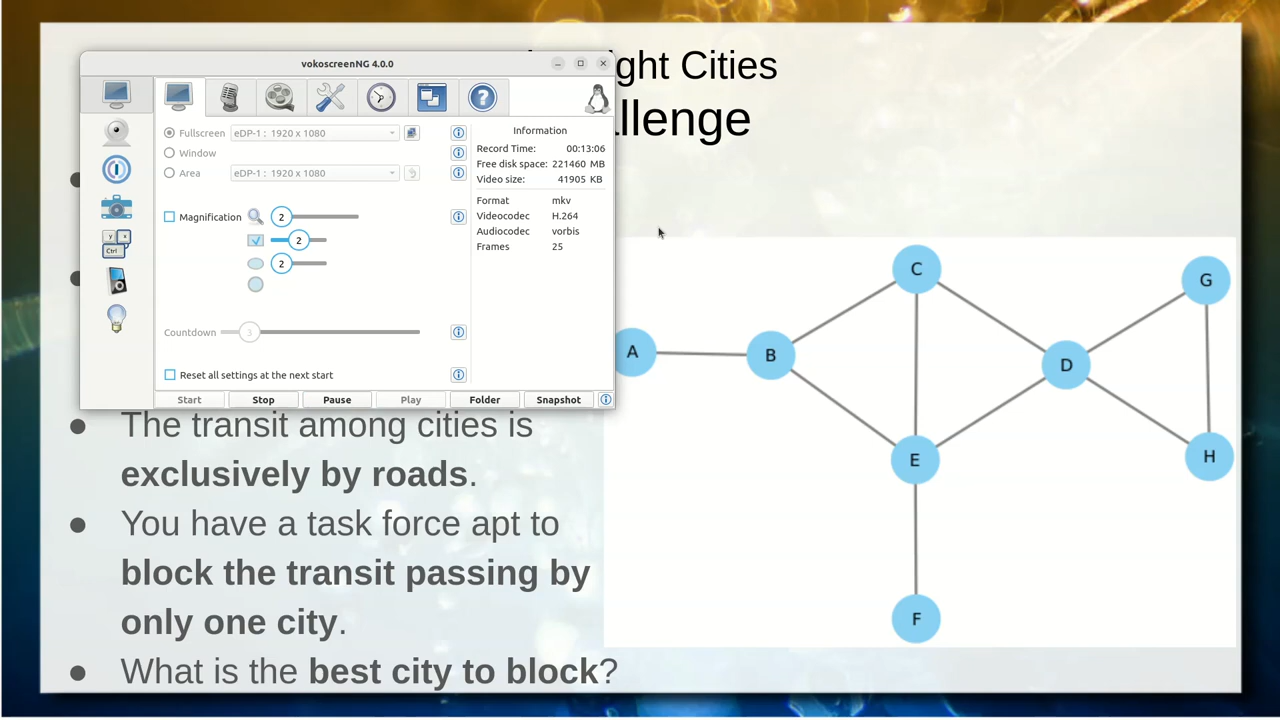 ght Cities
llenge
vokoscreenNG 4.0.0
Fullscreen
eDP-1 : 1920 x 1080
Window
Area
eDP-1 : 1920 x 1080
Magnification
2
2
2
Countdown
3
Reset all settings at the next start
Information
Record Time: 00:13:06
Free disk space: 221460 MB
Video size: 41905 KB
Format mkv
Videocodec H.264
Audiocodec vorbis
Frames 25
Start Stop Pause Play Folder Snapshot
y x
Ctrl
The transit among cities is
exclusively by roads.
You have a task force apt to
block the transit passing by
only one city.
What is the best city to block?
C
G
A
B
D
E
H
F